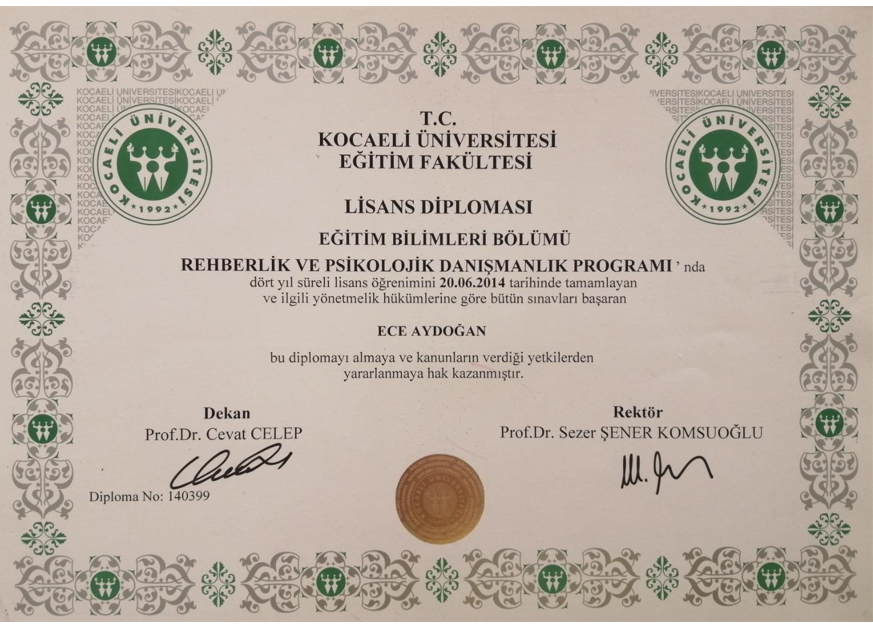 KOCAELİ ÜNİVERSİTESİ
1992
KOCAELİ ÜNİVERSİTESİ
1992
T.C.
KOCAELİ ÜNİVERSİTESİ
EĞİTİM FAKÜLTESİ
LİSANS DİPLOMASI
EĞİTİM BİLİMLERİ BÖLÜMÜ
REHBERLİK VE PSİKOLOJİK DANIŞMANLIK PROGRAMI ' nda
dört yıl süreli lisans öğrenimini 20.06.2014 tarihinde tamamlayan
ve ilgili yönetmelik hükümlerine göre bütün sınavları başaran
ECE AYDOĞAN
bu diplomayı almaya ve kanunların verdiği yetkilerden
yararlanmaya hak kazanmıştır.
Dekan
Prof.Dr. Cevat CELEP
Rektör
Prof.Dr. Sezer ŞENER KOMSUOĞLU
Diploma No: 140399